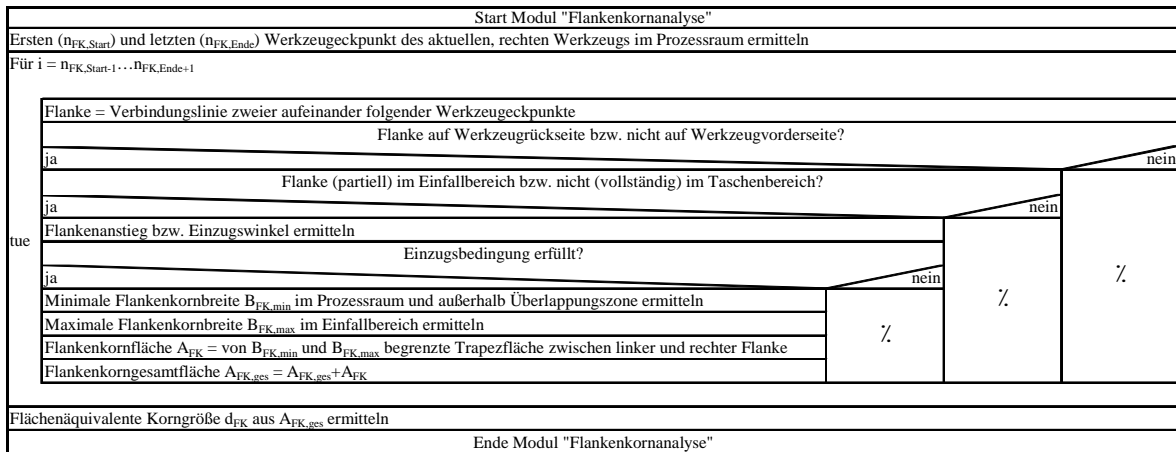 Start Modul "Flankenkornanalyse"
Ersten (nFK,Start) und letzten (nFK,Ende) Werkzeugeckpunkt des aktuellen, rechten Werkzeugs im Prozessraum ermitteln
Für i = nFK,Start-1…nFK,Ende+1
Flanke = Verbindungslinie zweier aufeinander folgender Werkzeugeckpunkte
Flanke auf Werkzeugrückseite bzw. nicht auf Werkzeugvorderseite?
ja nein
Flanke (partiell) im Einfallbereich bzw. nicht (vollständig) im Taschenbereich?
ja nein
Flankenanstieg bzw. Einzugswinkel ermitteln
tue
Einzugsbedingung erfüllt?
ja nein
Minimale Flankenkornbreite BFK,min im Prozessraum und außerhalb Überlappungszone ermitteln
Maximale Flankenkornbreite BFK,max im Einfallbereich ermitteln
Flankenkornfläche AFK = von BFK,min und BFK,max begrenzte Trapezfläche zwischen linker und rechter Flanke
Flankenkorngesamtfläche AFK,ges = AFK,ges+AFK
⁒ ⁒ ⁒
Flächenäquivalente Korngröße dFK aus AFK,ges ermitteln
Ende Modul "Flankenkornanalyse"